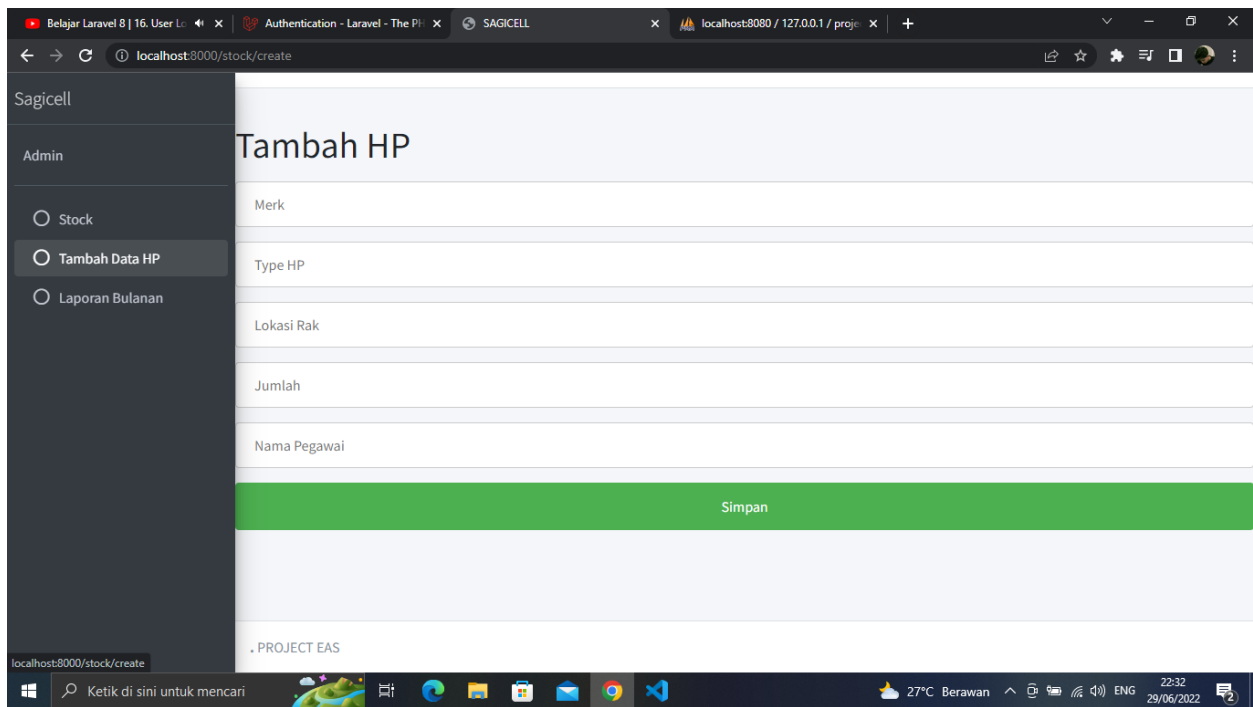 Belajar Laravel 8 | 16. User Lo
Authentication - Laravel - The PH
SAGICELL
localhost:8080 / 127.0.0.1 / proje
localhost:8000/stock/create
Sagicell
Admin
Stock
Tambah Data HP
Laporan Bulanan
Tambah HP
Merk
Type HP
Lokasi Rak
Jumlah
Nama Pegawai
Simpan
. PROJECT EAS
localhost:8000/stock/create
Ketik di sini untuk mencari
27°C Berawan
ENG
22:32
29/06/2022
2